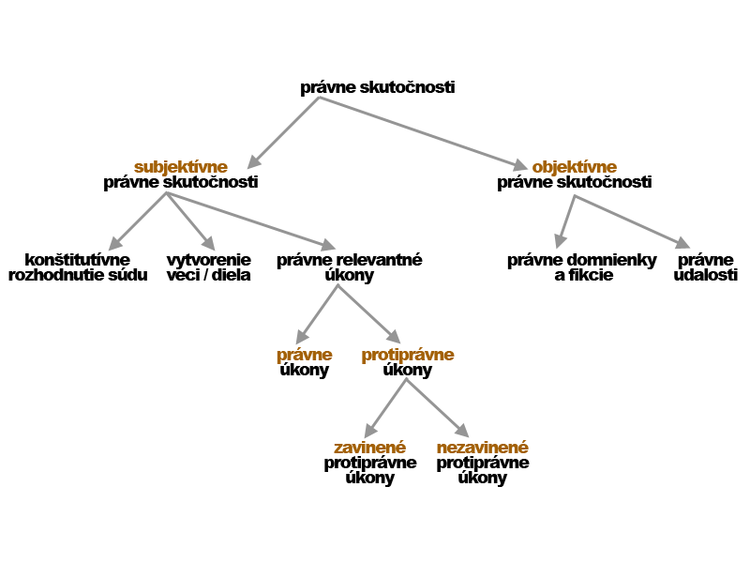 právne skutočnosti
subjektívne
právne skutočnosti
objektívne
právne skutočnosti
konštitutívne
rozhodnutie súdu
vytvorenie
veci / diela
právne relevantné
úkony
právne domnienky
a fikcie
právne
udalosti
právne
úkony
protiprávne
úkony
zavinené
protiprávne
úkony
nezavinené
protiprávne
úkony